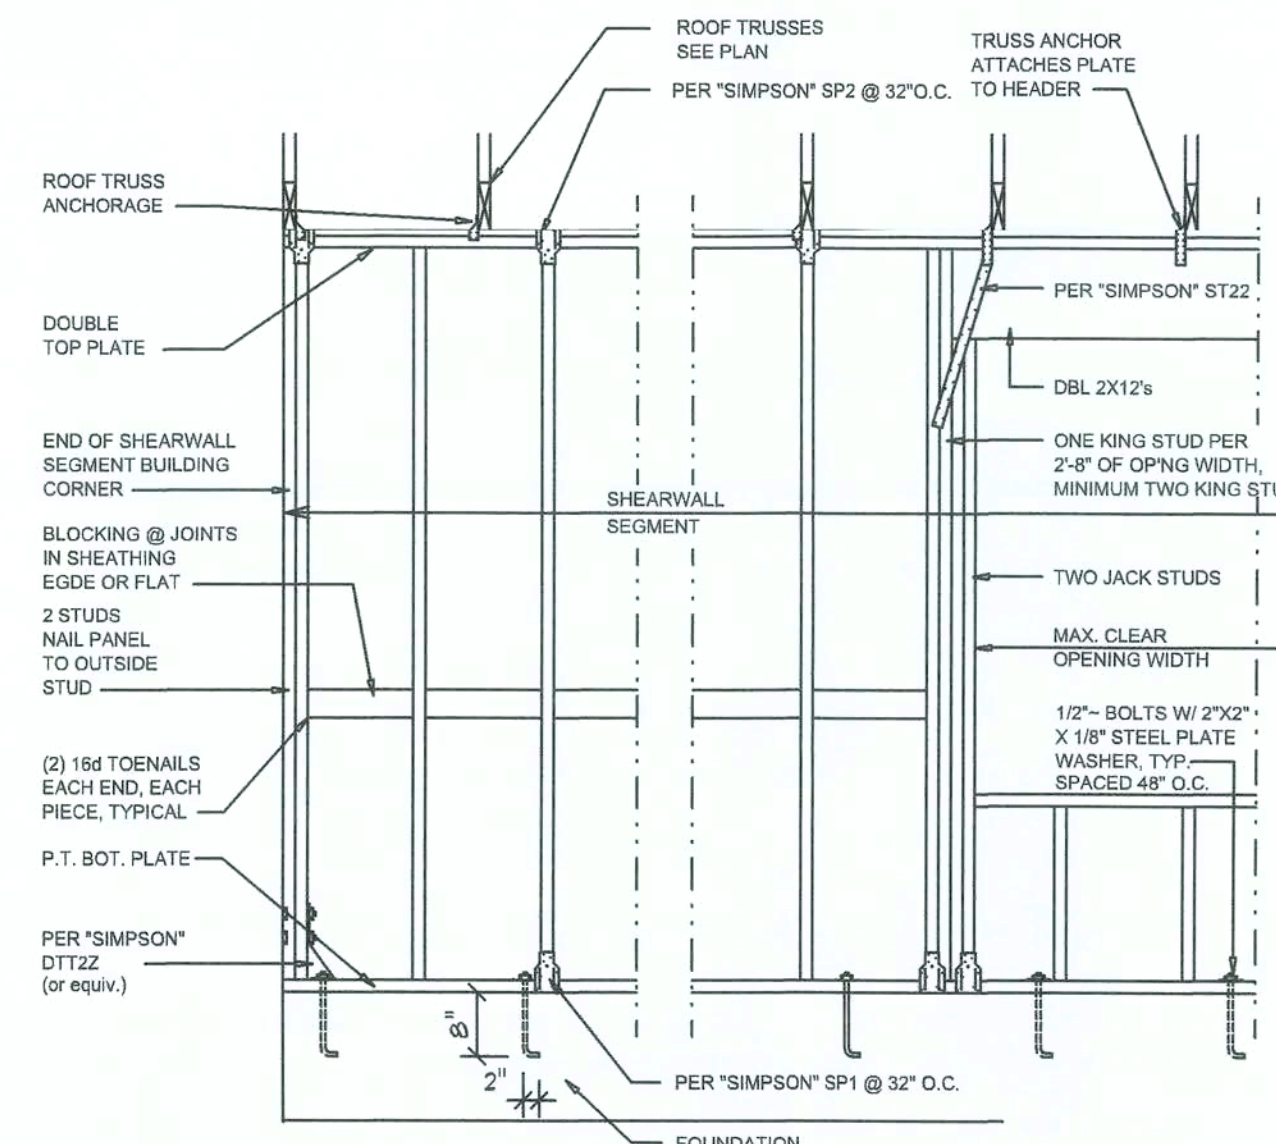 ROOF TRUSSES
SEE PLAN
PER "SIMPSON" SP2 @ 32"O.C.
TRUSS ANCHOR
ATTACHES PLATE
TO HEADER
ROOF TRUSS
ANCHORAGE
DOUBLE
TOP PLATE
END OF SHEARWALL
SEGMENT BUILDING
CORNER
BLOCKING @ JOINTS
IN SHEATHING
EGDE OR FLAT
2 STUDS
NAIL PANEL
TO OUTSIDE
STUD
(2) 16d TOENAILS
EACH END, EACH
PIECE, TYPICAL
P.T. BOT. PLATE
PER "SIMPSON"
DTT2Z
(or equiv.)
SHEARWALL
SEGMENT
PER "SIMPSON" ST22
DBL 2X12's
ONE KING STUD PER
2'-8" OF OP'NG WIDTH,
MINIMUM TWO KING STU
TWO JACK STUDS
MAX. CLEAR
OPENING WIDTH
1/2"~ BOLTS W/ 2"X2"
X 1/8" STEEL PLATE
WASHER, TYP.
SPACED 48" O.C.
8"
2"
PER "SIMPSON" SP1 @ 32" O.C.
FOUNDATION